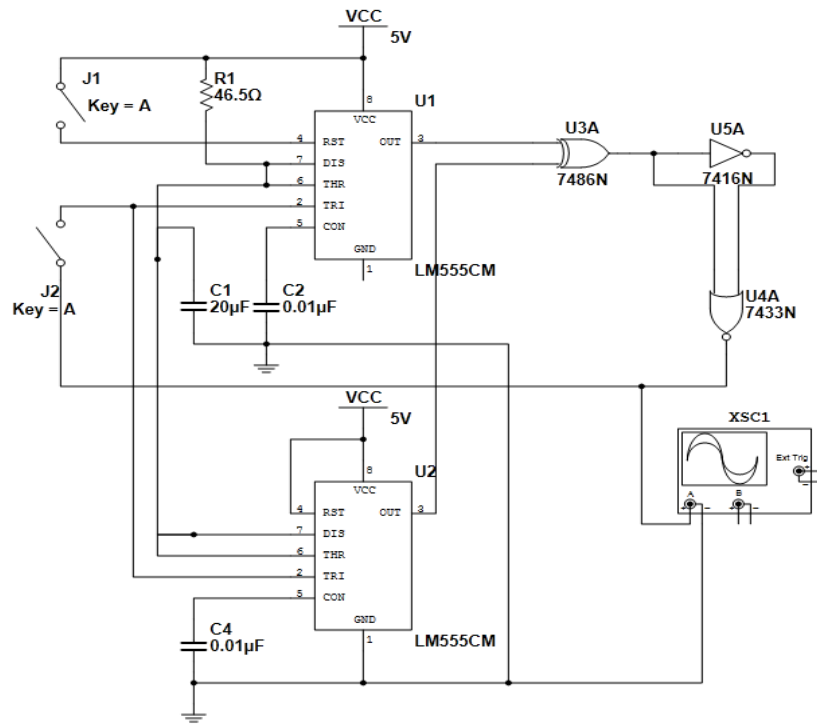 VCC
5V
J1
Key = A
R1
46.5Ω
U1
8
VCC
4 RST OUT 3
7 DIS
6 THR
2 TRI
5 CON
GND
1
LM555CM
U3A
7486N
U5A
7416N
J2
Key = A
C1
20µF
C2
0.01µF
U4A
7433N
VCC
5V
U2
8
VCC
4 RST OUT 3
7 DIS
6 THR
2 TRI
5 CON
GND
1
LM555CM
C4
0.01µF
XSC1
Ext Trig
+
−
A B
+ − + −